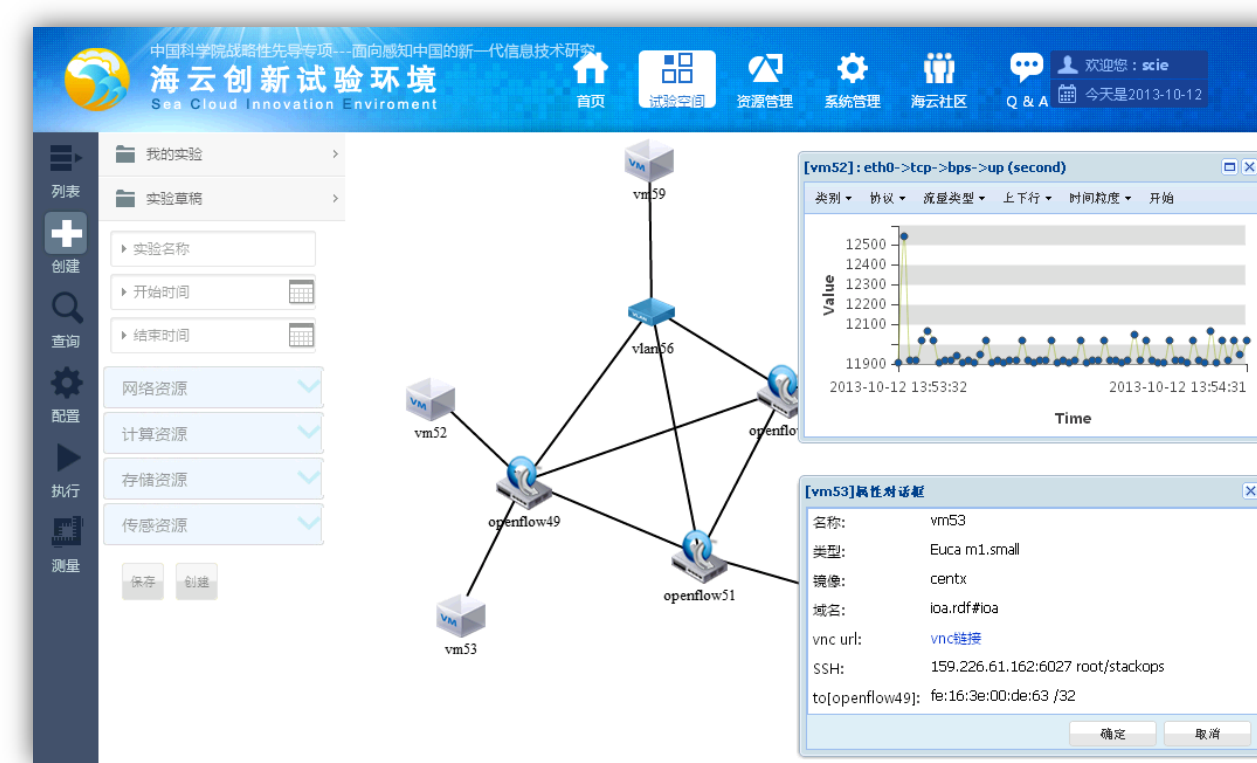 中国科学院战略性先导专项---面向感知中国的新一代信息技术研究
海云创新试验环境
Sea Cloud Innovation Enviroment
首页
试验空间
资源管理
系统管理
海云社区
Q & A
欢迎您：scie
今天是2013-10-12
列表
创建
查询
配置
执行
测量
我的实验
实验草稿
实验名称
开始时间
结束时间
网络资源
计算资源
存储资源
传感资源
保存
创建
VM
vm59
VLAN
vlan56
VM
vm52
openflow49
openflo
openflow51
VM
vm53
[vm52]:eth0->tcp->bps->up (second)
类别 协议 流量类型 上下行 时间粒度 开始
Value
12500
12400
12300
12200
12100
11900
2013-10-12 13:53:32
2013-10-12 13:54:31
Time
[vm53]属性对话框
名称: vm53
类型: Euca m1.small
镜像: centx
域名: ioa.rdf#ioa
vnc url: vnc链接
SSH: 159.226.61.162:6027 root/stackops
to[openflow49]: fe:16:3e:00:de:63 /32
确定
取消